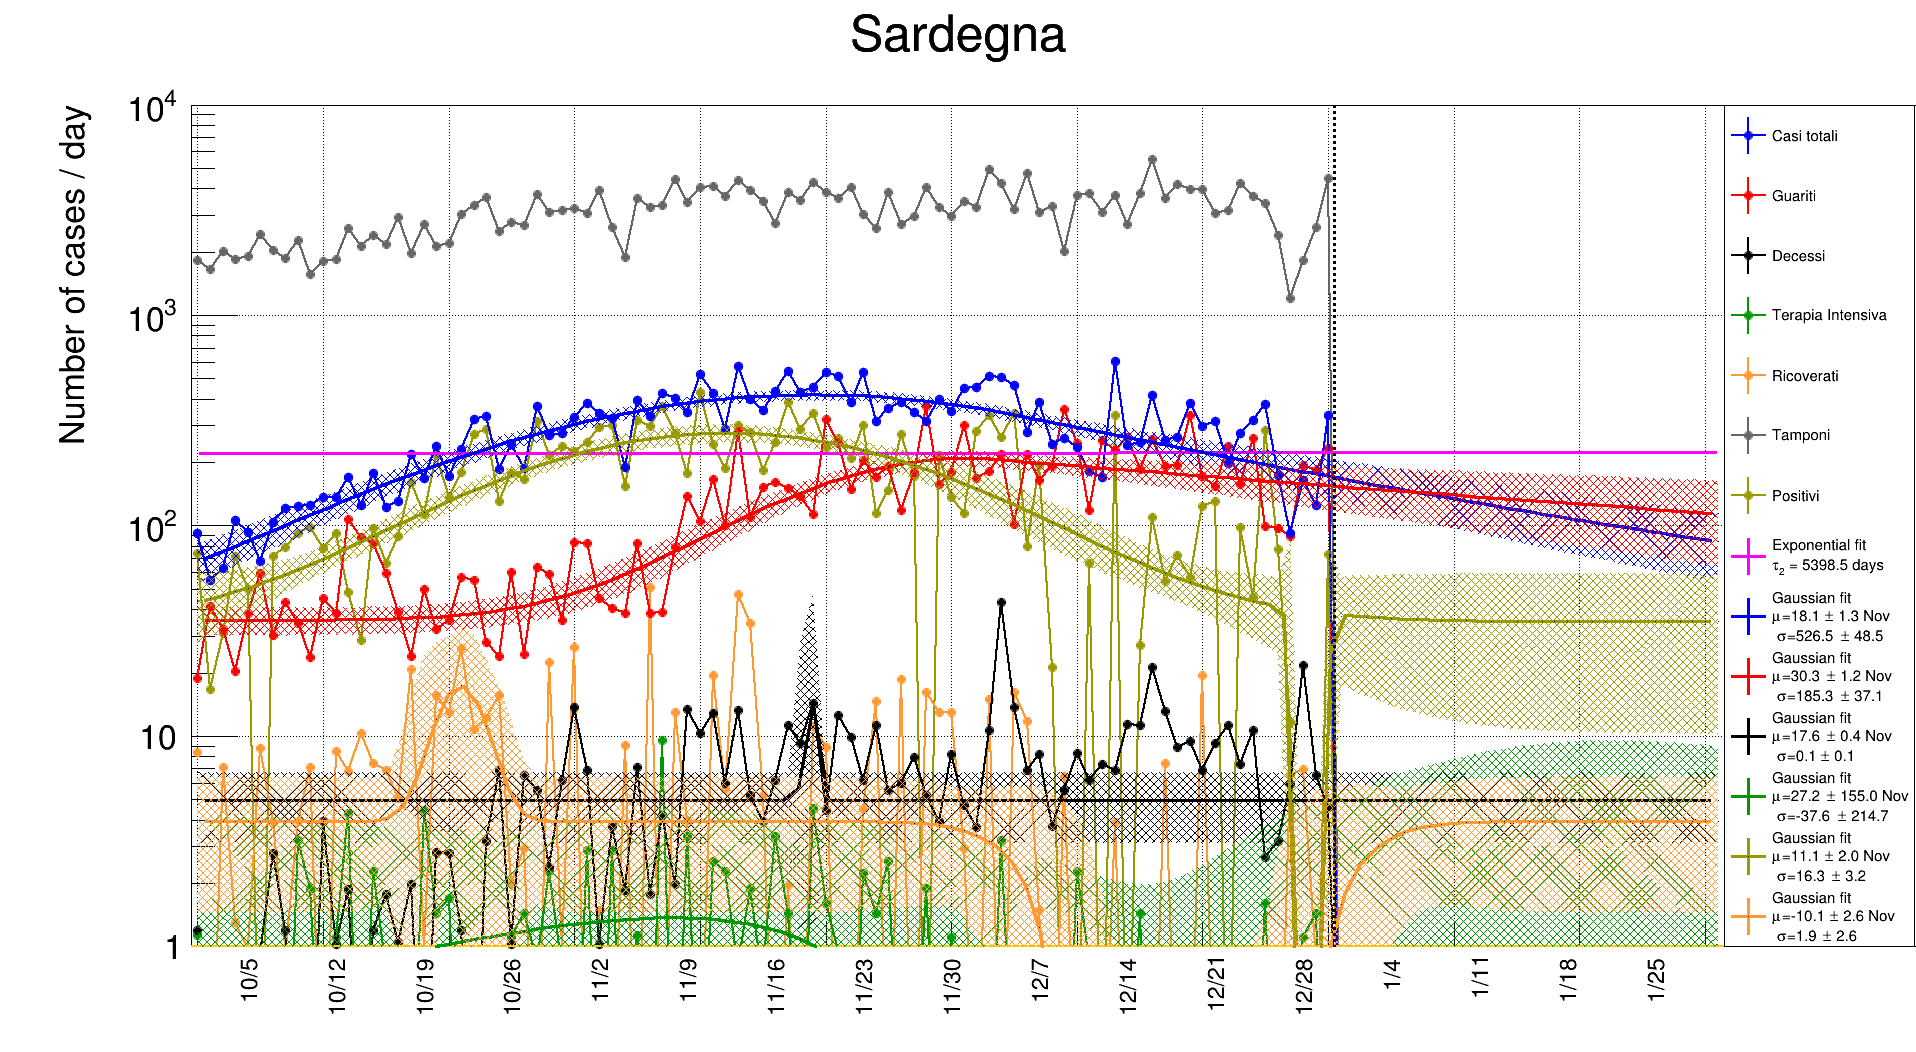 Sardegna
Number of cases / day
10⁴
10³
10²
10
1
10/5
10/12
10/19
10/26
11/2
11/9
11/16
11/23
11/30
12/7
12/14
12/21
12/28
1/4
1/11
1/18
1/25
Casi totali
Guariti
Decessi
Terapia Intensiva
Ricoverati
Tamponi
Positivi
Exponential fit
τ₂ = 5398.5 days
Gaussian fit
μ=18.1 ± 1.3 Nov
σ=526.5 ± 48.5
Gaussian fit
μ=30.3 ± 1.2 Nov
σ=185.3 ± 37.1
Gaussian fit
μ=17.6 ± 0.4 Nov
σ=0.1 ± 0.1
Gaussian fit
μ=27.2 ± 155.0 Nov
σ=-37.6 ± 214.7
Gaussian fit
μ=11.1 ± 2.0 Nov
σ=16.3 ± 3.2
Gaussian fit
μ=-10.1 ± 2.6 Nov
σ=1.9 ± 2.6